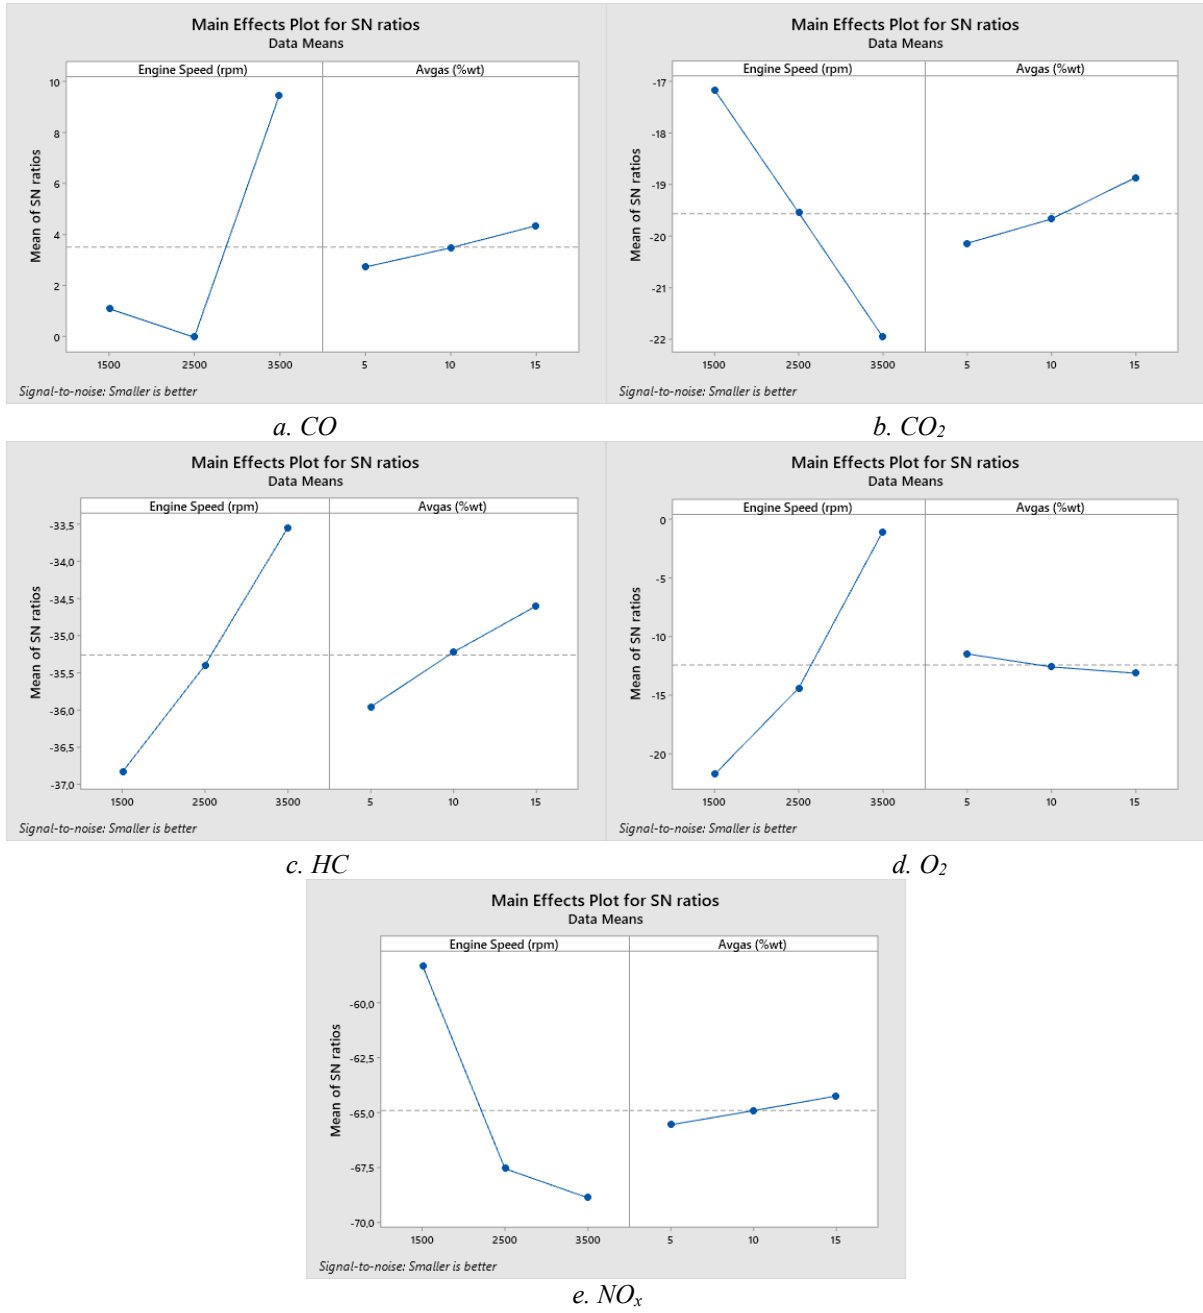 Main Effects Plot for SN ratios
Data Means
Engine Speed (rpm) Avgas (%wt)
Mean of SN ratios
10
8
6
4
2
0
1500 2500 3500 5 10 15
Signal-to-noise: Smaller is better
a. CO
Main Effects Plot for SN ratios
Data Means
Engine Speed (rpm) Avgas (%wt)
Mean of SN ratios
-17
-18
-19
-20
-21
-22
1500 2500 3500 5 10 15
Signal-to-noise: Smaller is better
b. CO₂
Main Effects Plot for SN ratios
Data Means
Engine Speed (rpm) Avgas (%wt)
Mean of SN ratios
-33,5
-34,0
-34,5
-35,0
-35,5
-36,0
-36,5
-37,0
1500 2500 3500 5 10 15
Signal-to-noise: Smaller is better
c. HC
Main Effects Plot for SN ratios
Data Means
Engine Speed (rpm) Avgas (%wt)
Mean of SN ratios
0
-5
-10
-15
-20
1500 2500 3500 5 10 15
Signal-to-noise: Smaller is better
d. O₂
Main Effects Plot for SN ratios
Data Means
Engine Speed (rpm) Avgas (%wt)
Mean of SN ratios
-60,0
-62,5
-65,0
-67,5
-70,0
1500 2500 3500 5 10 15
Signal-to-noise: Smaller is better
e. NOₓ